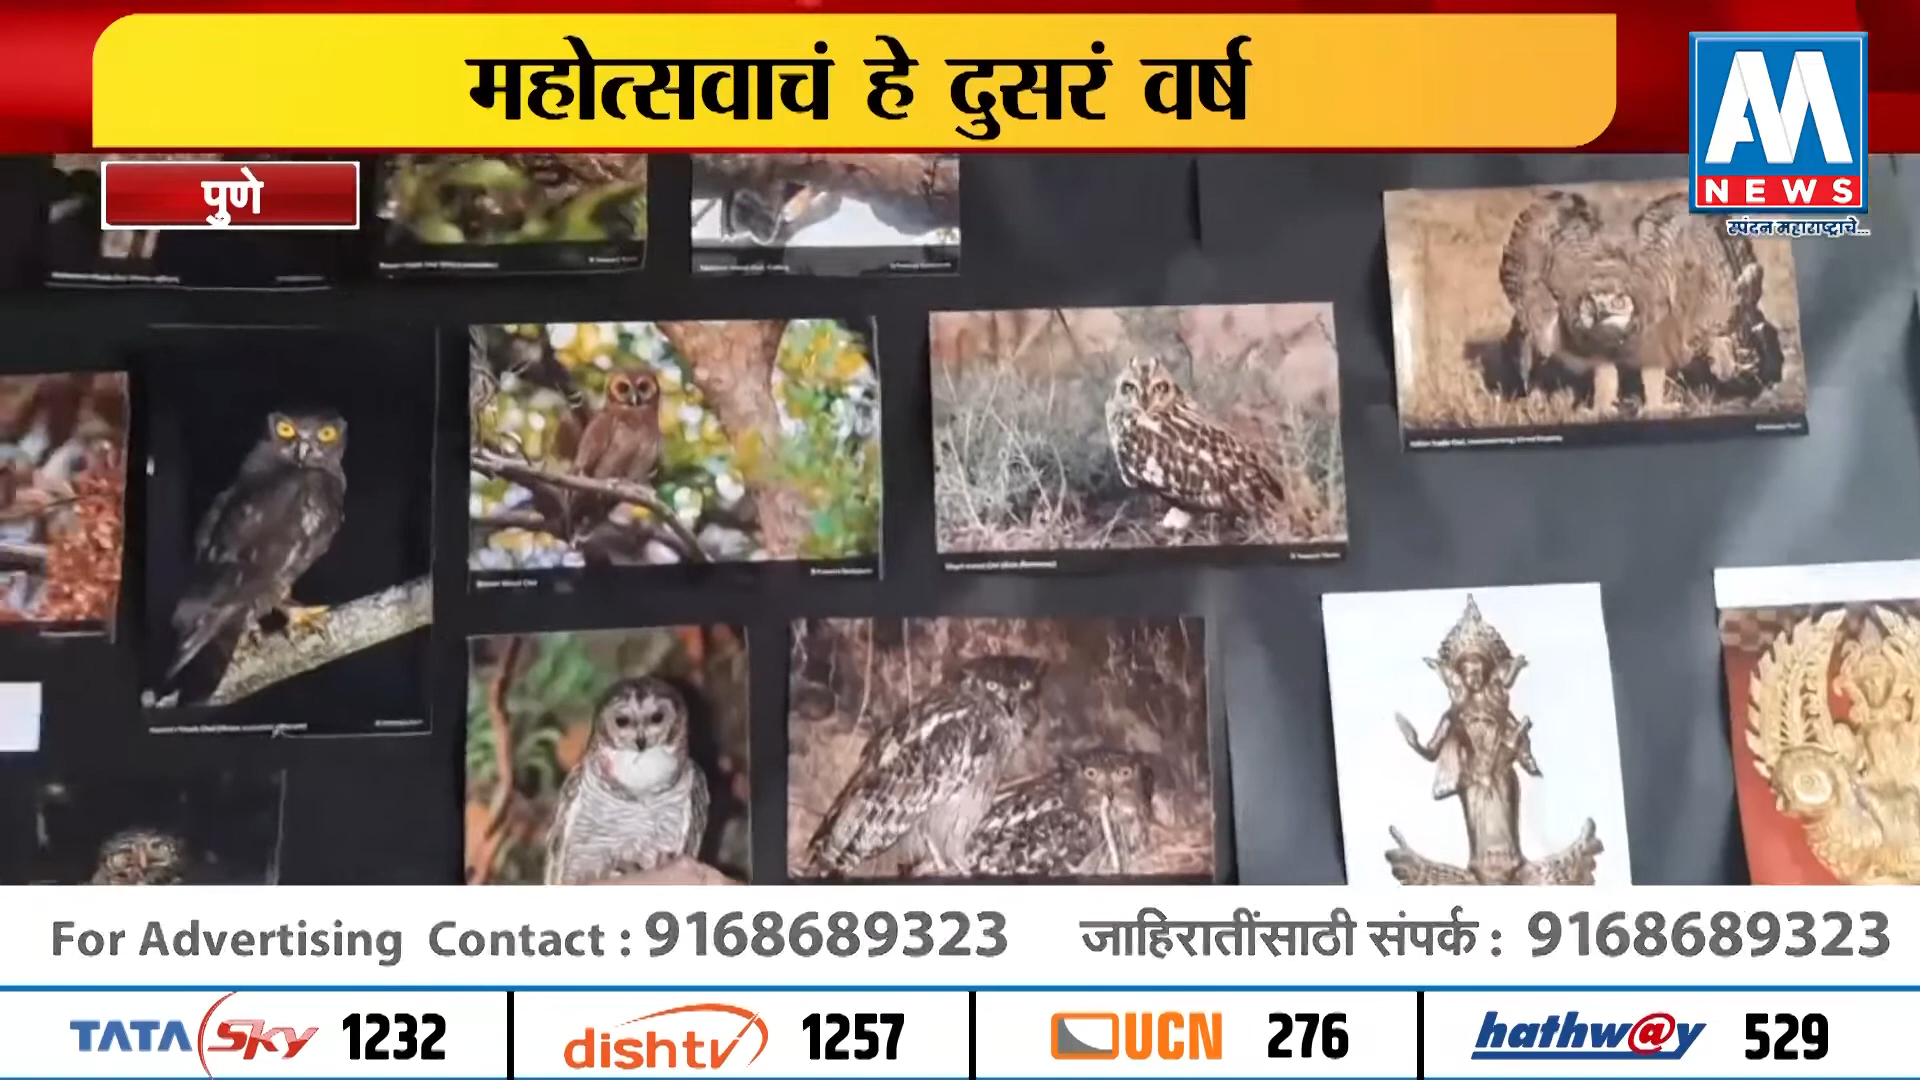 महोत्सवाचं हे दुसरं वर्ष
AM
NEWS
स्पंदन महाराष्ट्राचे...
पुणे
For Advertising Contact : 9168689323
जाहिरातींसाठी संपर्क : 9168689323
TATA Sky 1232
dishtv 1257
UCN 276
hathw@y 529